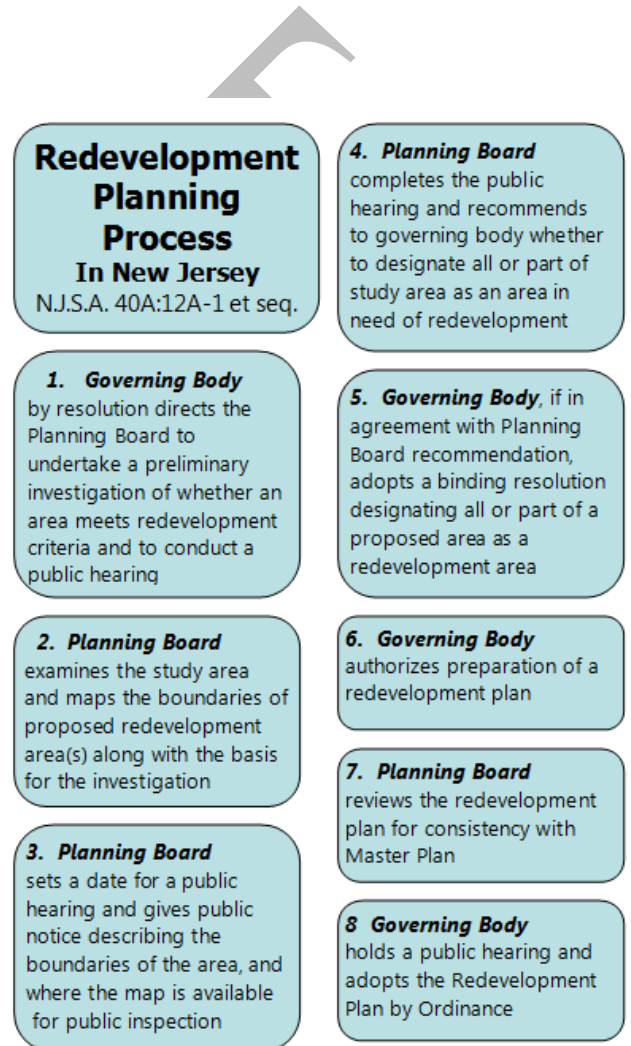 Redevelopment
Planning
Process
In New Jersey
N.J.S.A. 40A:12A-1 et seq.
1. Governing Body
by resolution directs the
Planning Board to
undertake a preliminary
investigation of whether an
area meets redevelopment
criteria and to conduct a
public hearing
2. Planning Board
examines the study area
and maps the boundaries of
proposed redevelopment
area(s) along with the basis
for the investigation
3. Planning Board
sets a date for a public
hearing and gives public
notice describing the
boundaries of the area, and
where the map is available
for public inspection
4. Planning Board
completes the public
hearing and recommends
to governing body whether
to designate all or part of
study area as an area in
need of redevelopment
5. Governing Body, if in
agreement with Planning
Board recommendation,
adopts a binding resolution
designating all or part of a
proposed area as a
redevelopment area
6. Governing Body
authorizes preparation of a
redevelopment plan
7. Planning Board
reviews the redevelopment
plan for consistency with
Master Plan
8 Governing Body
holds a public hearing and
adopts the Redevelopment
Plan by Ordinance